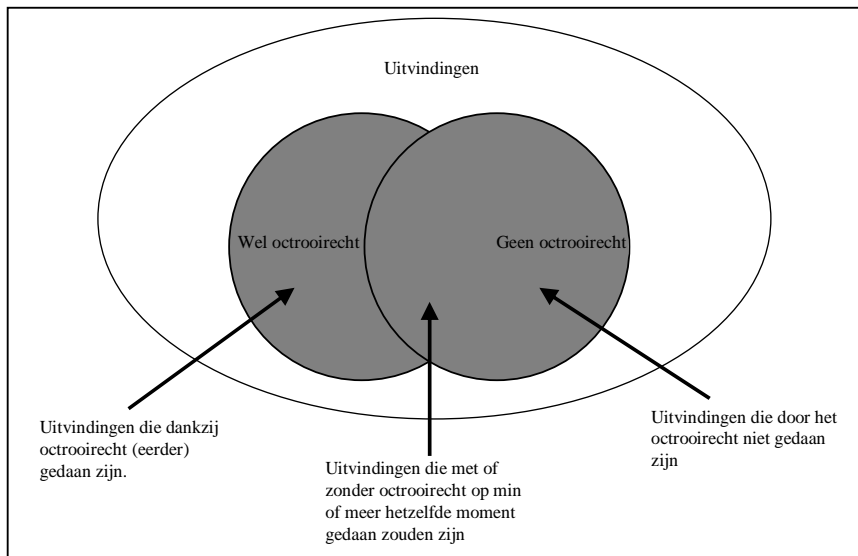 Uitvindingen
Wel octrooirecht
Geen octrooirecht
Uitvindingen die dankzij
octrooirecht (eerder)
gedaan zijn.
Uitvindingen die met of
zonder octrooirecht op min
of meer hetzelfde moment
gedaan zouden zijn
Uitvindingen die door het
octrooirecht niet gedaan
zijn